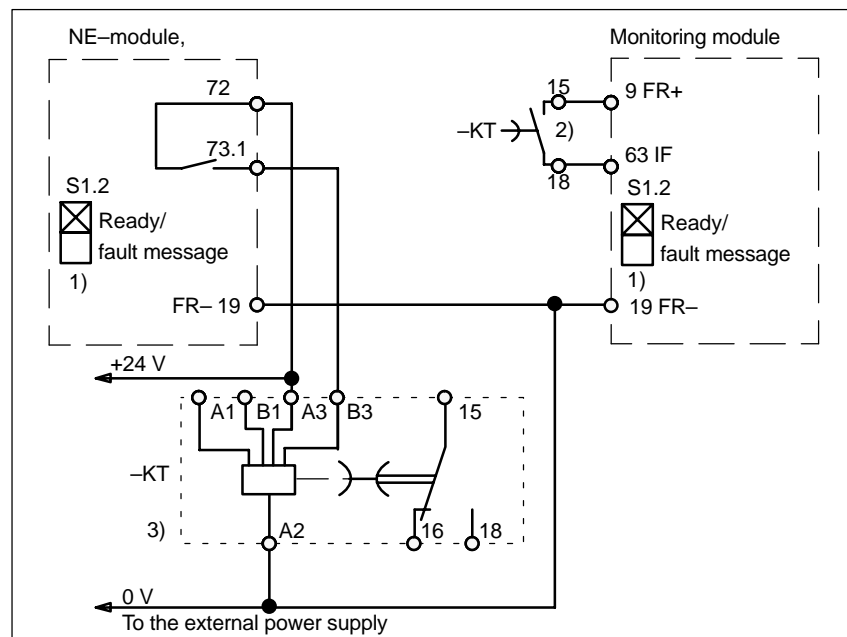 NE–module,
Monitoring module
72
15
9 FR+
–KT
2)
73.1
18
63 IF
S1.2
Ready/
fault message
1)
S1.2
Ready/
fault message
1)
FR– 19
19 FR–
+24 V
A1
B1
A3
B3
15
–KT
3)
A2
16
18
0 V
To the external power supply